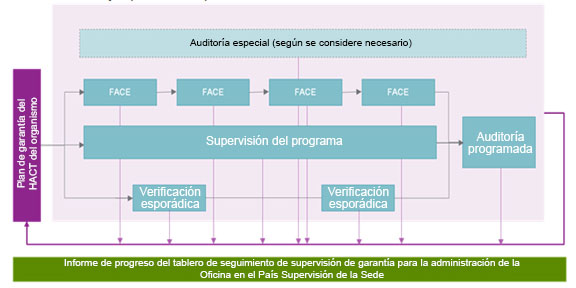 Auditoría especial (según se considere necesario)
FACE
FACE
FACE
FACE
Plan de garantía del
HACT del organismo
Supervisión del programa
Auditoría
programada
Verificación
esporádica
Verificación
esporádica
Informe de progreso del tablero de seguimiento de supervisión de garantía para la administración de la
Oficina en el País Supervisión de la Sede